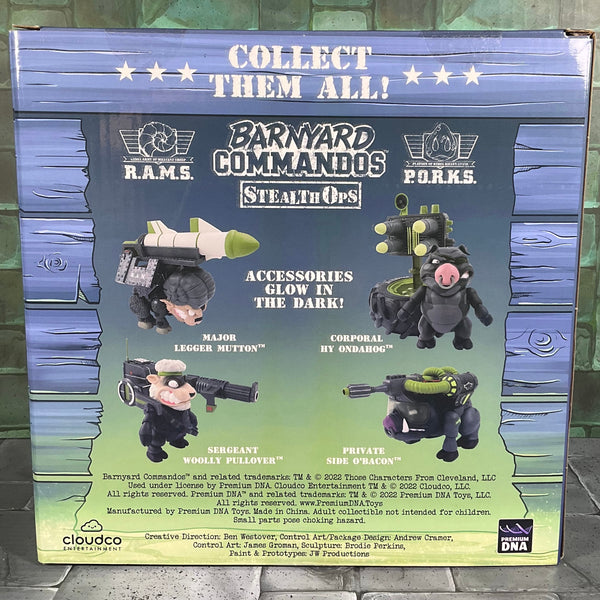 COLLECT
THEM ALL!
R.A.M.S.
BARNYARD
COMMANDOS™
STEALTH OPS
P.O.R.K.S.
ACCESSORIES
GLOW IN
THE DARK!
MAJOR
LEGGER MUTTON™
CORPORAL
HY ONDAHOG™
SERGEANT
WOOLLY PULLOVER™
PRIVATE
SIDE O'BACON™
Barnyard Commandos™ and related trademarks: TM & © 2022 Those Characters From Cleveland, LLC
Used under license by Premium DNA. Cloudco Entertainment TM & © 2022 Cloudco, LLC.
All rights reserved. Premium DNA™ and related trademarks: TM & © 2022 Premium DNA Toys, LLC.
All rights reserved. www.PremiumDNA.Toys
Manufactured by Premium DNA Toys. Made in China. Adult collectible not intended for children.
Small parts pose choking hazard.
Creative Direction: Ben Westover, Control Art/Package Design: Andrew Cramer,
Control Art: James Groman, Sculpture: Brodie Perkins,
Paint & Prototypes: JW Productions
cloudco
ENTERTAINMENT
PREMIUM
DNA